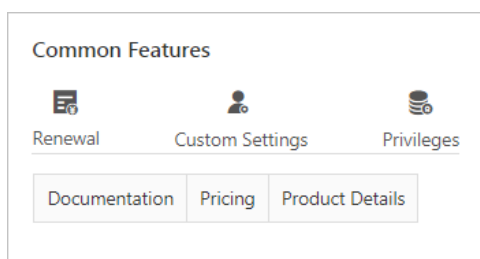 Common Features
Renewal Custom Settings Privileges
Documentation Pricing Product Details